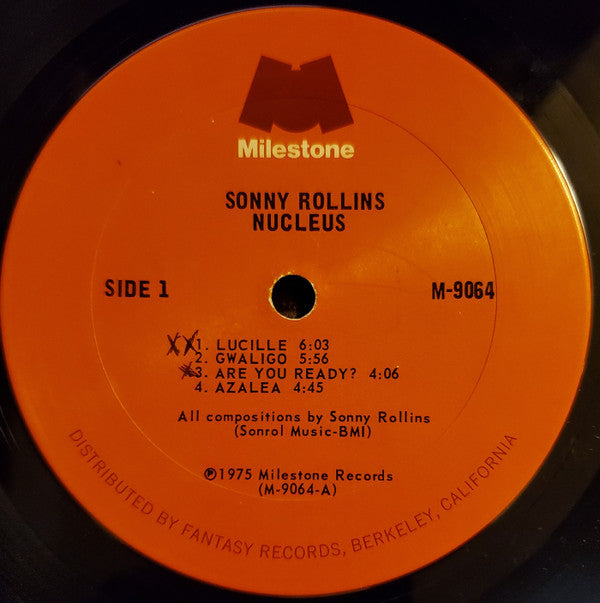 Milestone
SONNY ROLLINS
NUCLEUS
SIDE 1
M-9064
XX1. LUCILLE 6:03
2. GWALIGO 5:56
3. ARE YOU READY? 4:06
4. AZALEA 4:45
All compositions by Sonny Rollins
(Sonrol Music-BMI)
℗1975 Milestone Records
(M-9064-A)
DISTRIBUTED BY FANTASY RECORDS, BERKELEY, CALIFORNIA